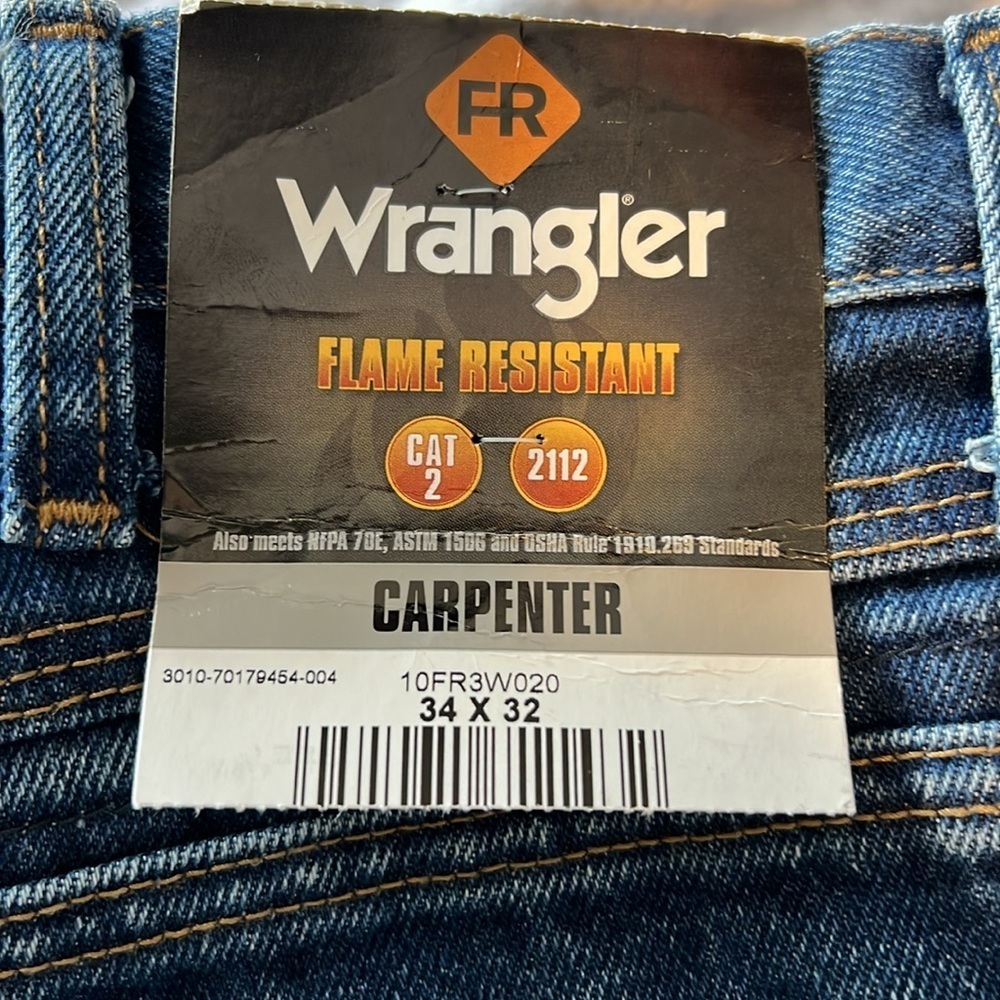 FR
Wrangler®
FLAME RESISTANT
CAT
2
2112
Also meets NFPA 70E, ASTM 1506 and OSHA Rule 1910.269 Standards
CARPENTER
3010-70179454-004
10FR3W020
34 X 32